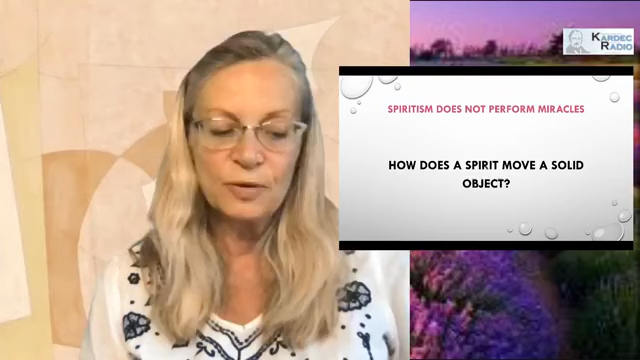 KARDEC
RADIO
SPIRITISM DOES NOT PERFORM MIRACLES
HOW DOES A SPIRIT MOVE A SOLID
OBJECT?